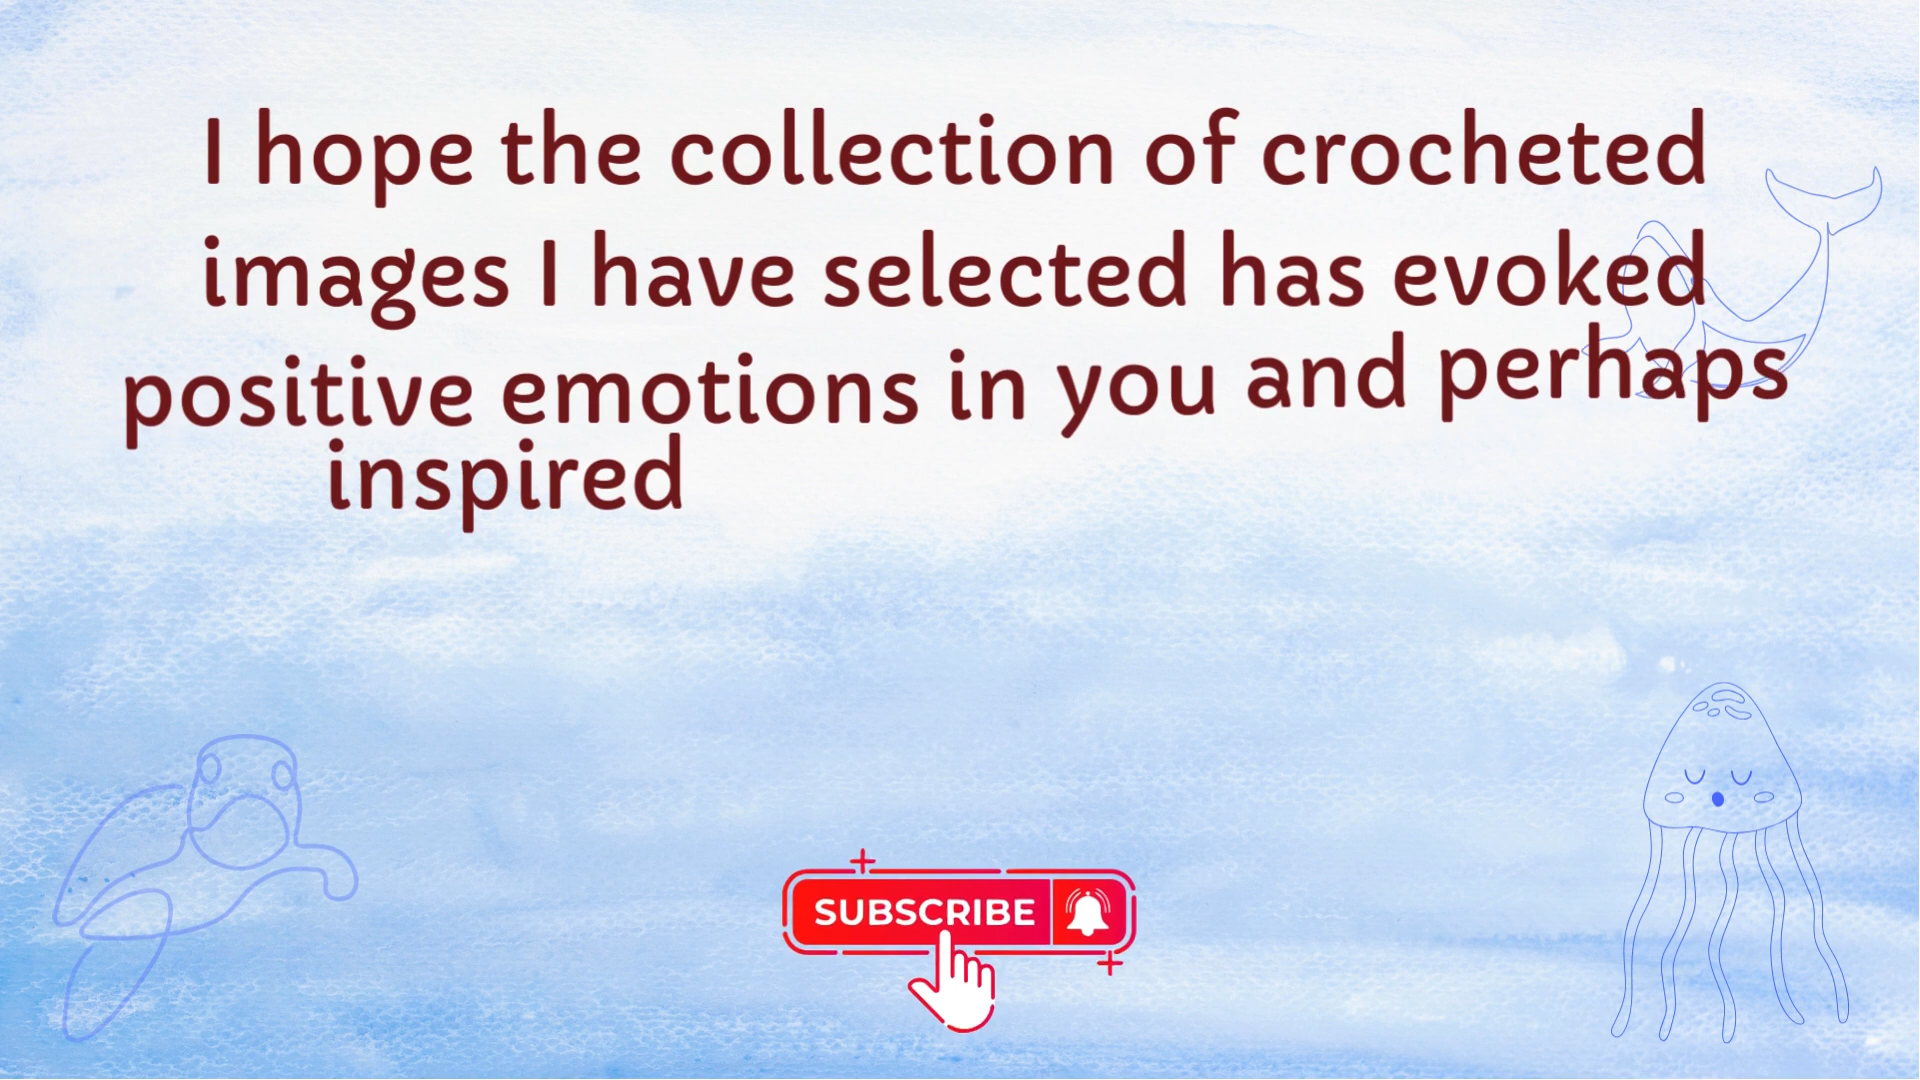 I hope the collection of crocheted
images I have selected has evoked
positive emotions in you and perhaps
inspired
SUBSCRIBE